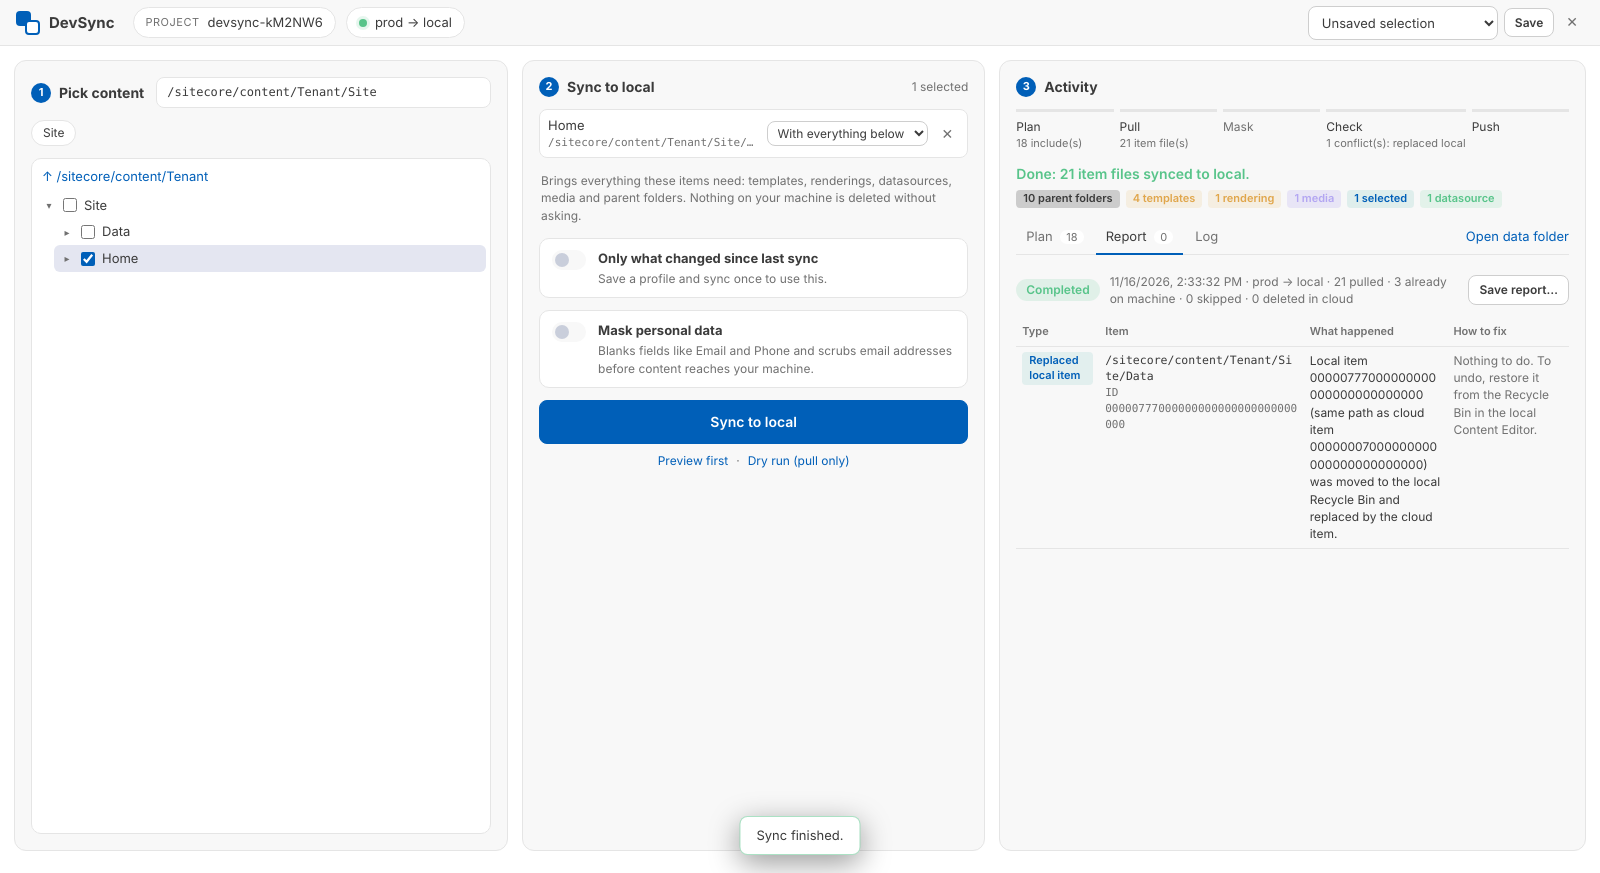 DevSync
PROJECT devsync-kM2NW6
prod → local
Unsaved selection
Save
×
1 Pick content
/sitecore/content/Tenant/Site
Site
↑ /sitecore/content/Tenant
Site
Data
Home
2 Sync to local
1 selected
Home
/sitecore/content/Tenant/Site/…
With everything below
×
Brings everything these items need: templates, renderings, datasources,
media and parent folders. Nothing on your machine is deleted without
asking.
Only what changed since last sync
Save a profile and sync once to use this.
Mask personal data
Blanks fields like Email and Phone and scrubs email addresses
before content reaches your machine.
Sync to local
Preview first · Dry run (pull only)
3 Activity
Plan
18 include(s)
Pull
21 item file(s)
Mask
Check
1 conflict(s): replaced local
Push
Done: 21 item files synced to local.
10 parent folders
4 templates
1 rendering
1 media
1 selected
1 datasource
Plan 18
Report 0
Log
Open data folder
Completed
11/16/2026, 2:33:32 PM · prod → local · 21 pulled · 3 already
on machine · 0 skipped · 0 deleted in cloud
Save report…
Type
Item
What happened
How to fix
Replaced
local item
/sitecore/content/Tenant/Si
te/Data
ID
00000777000000000000000000000
000
Local item
00000777000000000
000000000000000
(same path as cloud
item
00000007000000000
000000000000000)
was moved to the local
Recycle Bin and
replaced by the cloud
item.
Nothing to do. To
undo, restore it
from the Recycle
Bin in the local
Content Editor.
Sync finished.